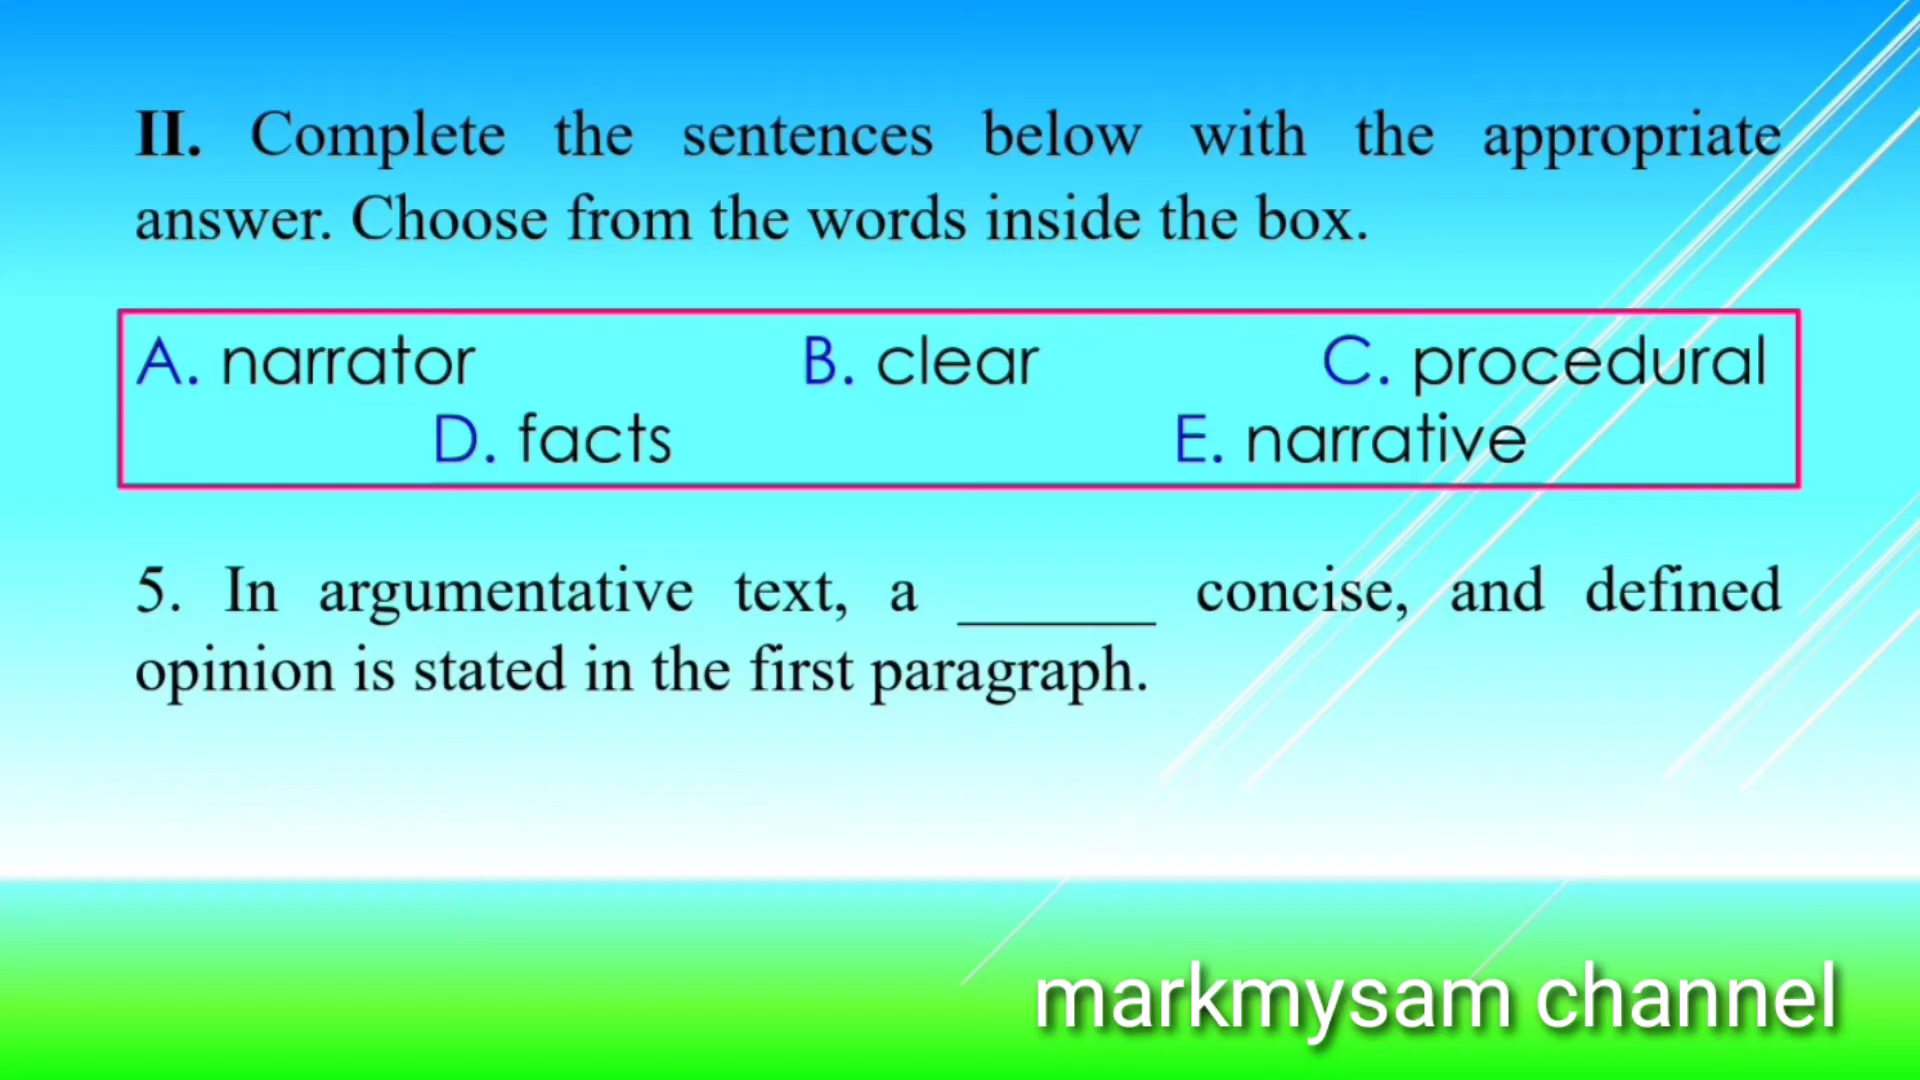 II. Complete the sentences below with the appropriate
answer. Choose from the words inside the box.
A. narrator B. clear C. procedural
D. facts E. narrative
5. In argumentative text, a ______ concise, and defined
opinion is stated in the first paragraph.
markmysam channel